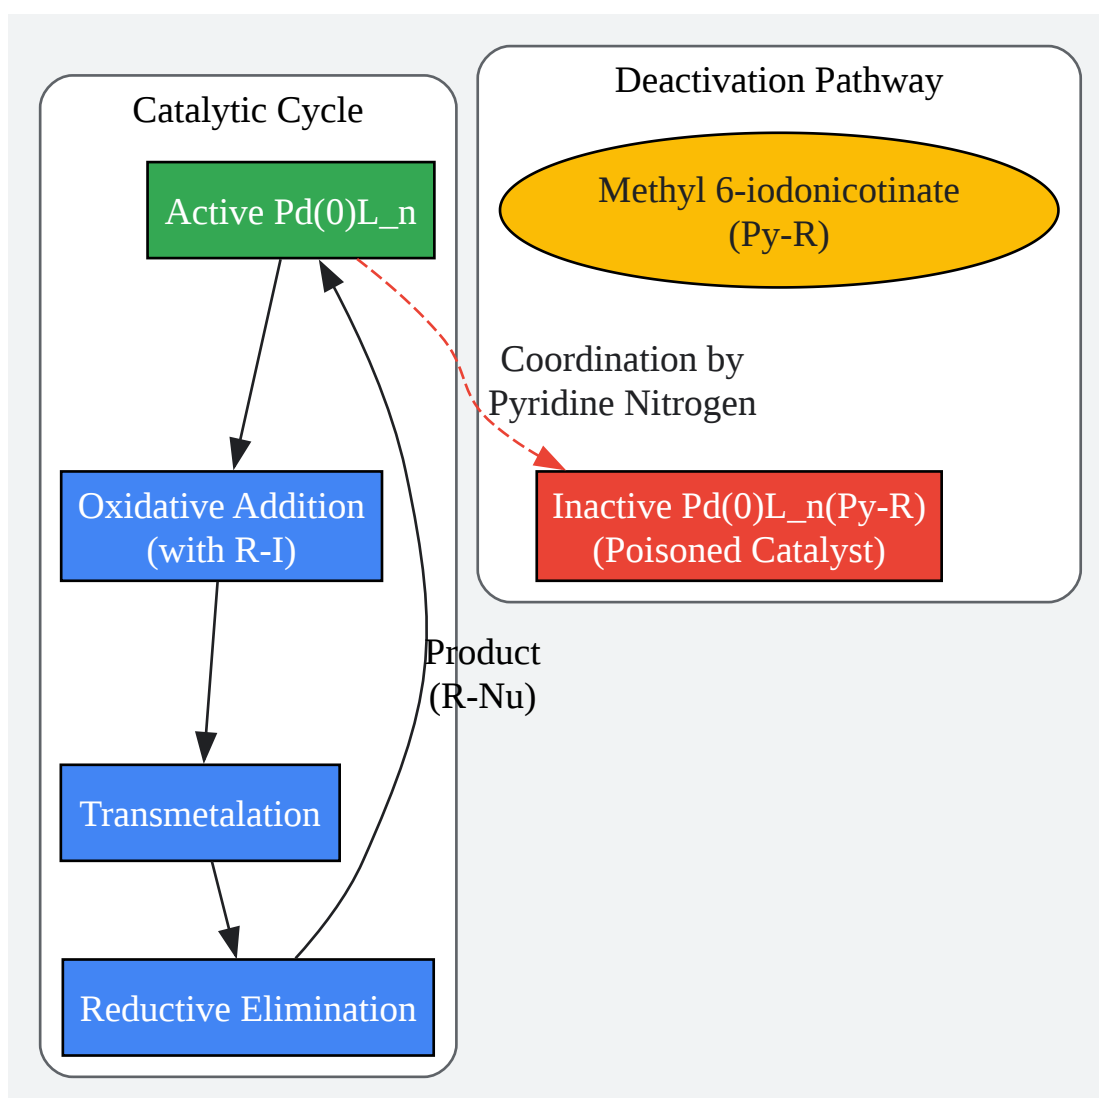 Catalytic Cycle
Active Pd(0)L_n
Oxidative Addition
(with R-I)
Transmetalation
Reductive Elimination
Product
(R-Nu)
Deactivation Pathway
Methyl 6-iodonicotinate
(Py-R)
Coordination by
Pyridine Nitrogen
Inactive Pd(0)L_n(Py-R)
(Poisoned Catalyst)